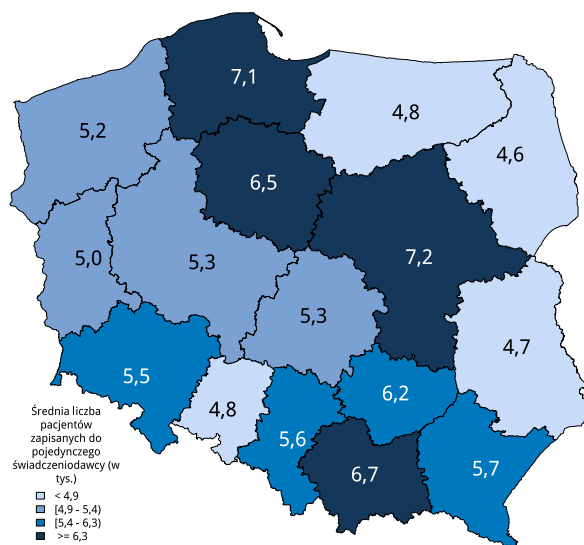 7,1
4,8
5,2
4,6
6,5
5,0
5,3
7,2
5,3
4,7
5,5
6,2
4,8
5,6
6,7
5,7
Średnia liczba
pacjentów
zapisanych do
pojedynczego
świadczeniodawcy (w
tys.)
< 4,9
[4,9 - 5,4)
[5,4 - 6,3)
>= 6,3